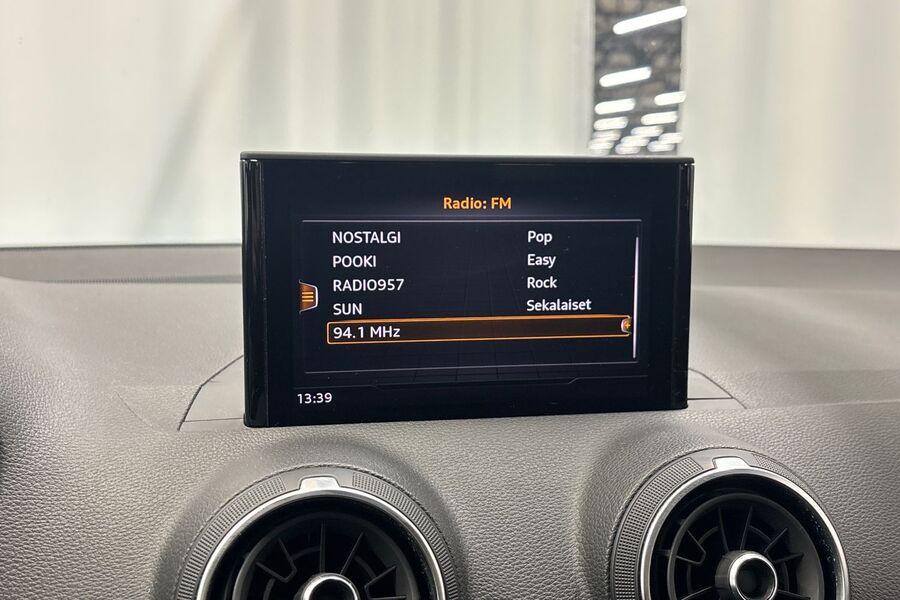 Radio: FM
NOSTALGI Pop
POOKI Easy
RADIO957 Rock
SUN Sekalaiset
94.1 MHz
13:39